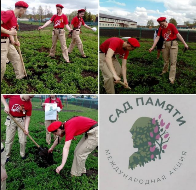 САД ПАМЯТИ
МЕЖДУНАРОДНАЯ АКЦИЯ